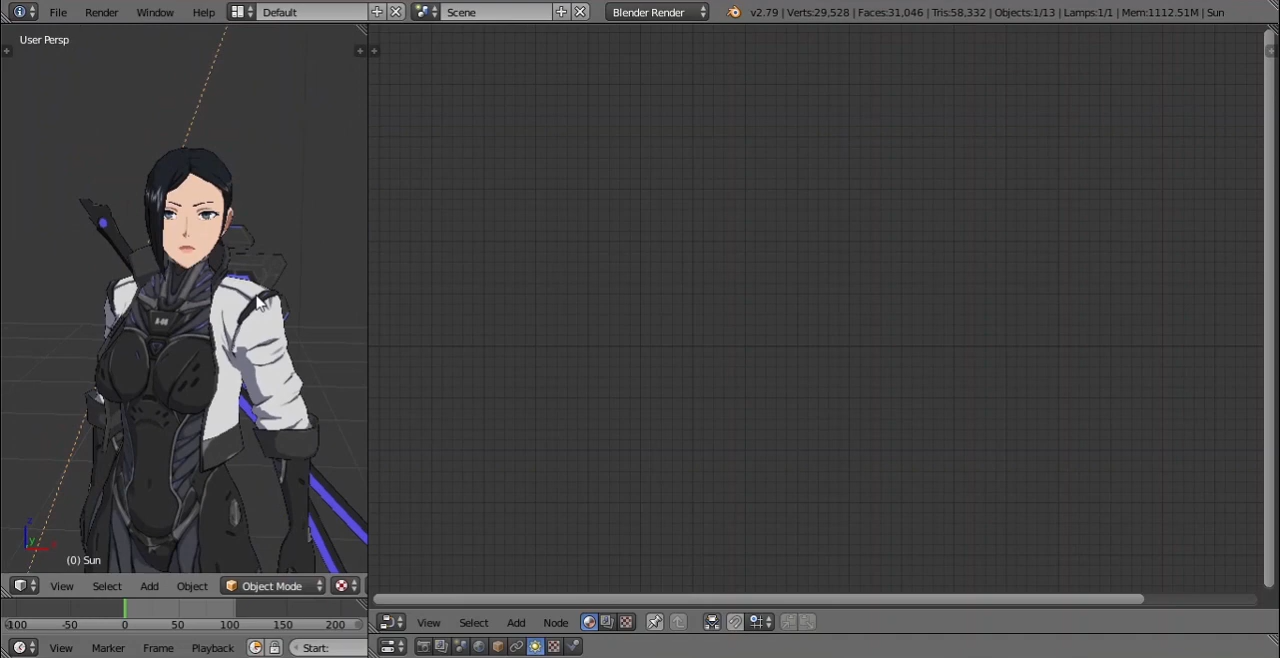 File Render Window Help Default Scene Blender Render v2.79 | Verts:29,528 | Faces:31,046 | Tris:58,332 | Objects:1/13 | Lamps:1/1 | Mem:1112.51M | Sun
User Persp
z
y
(0) Sun
View Select Add Object Object Mode
-100 -50 0 50 100 150 200
View Select Add Node
View Marker Frame Playback Start: